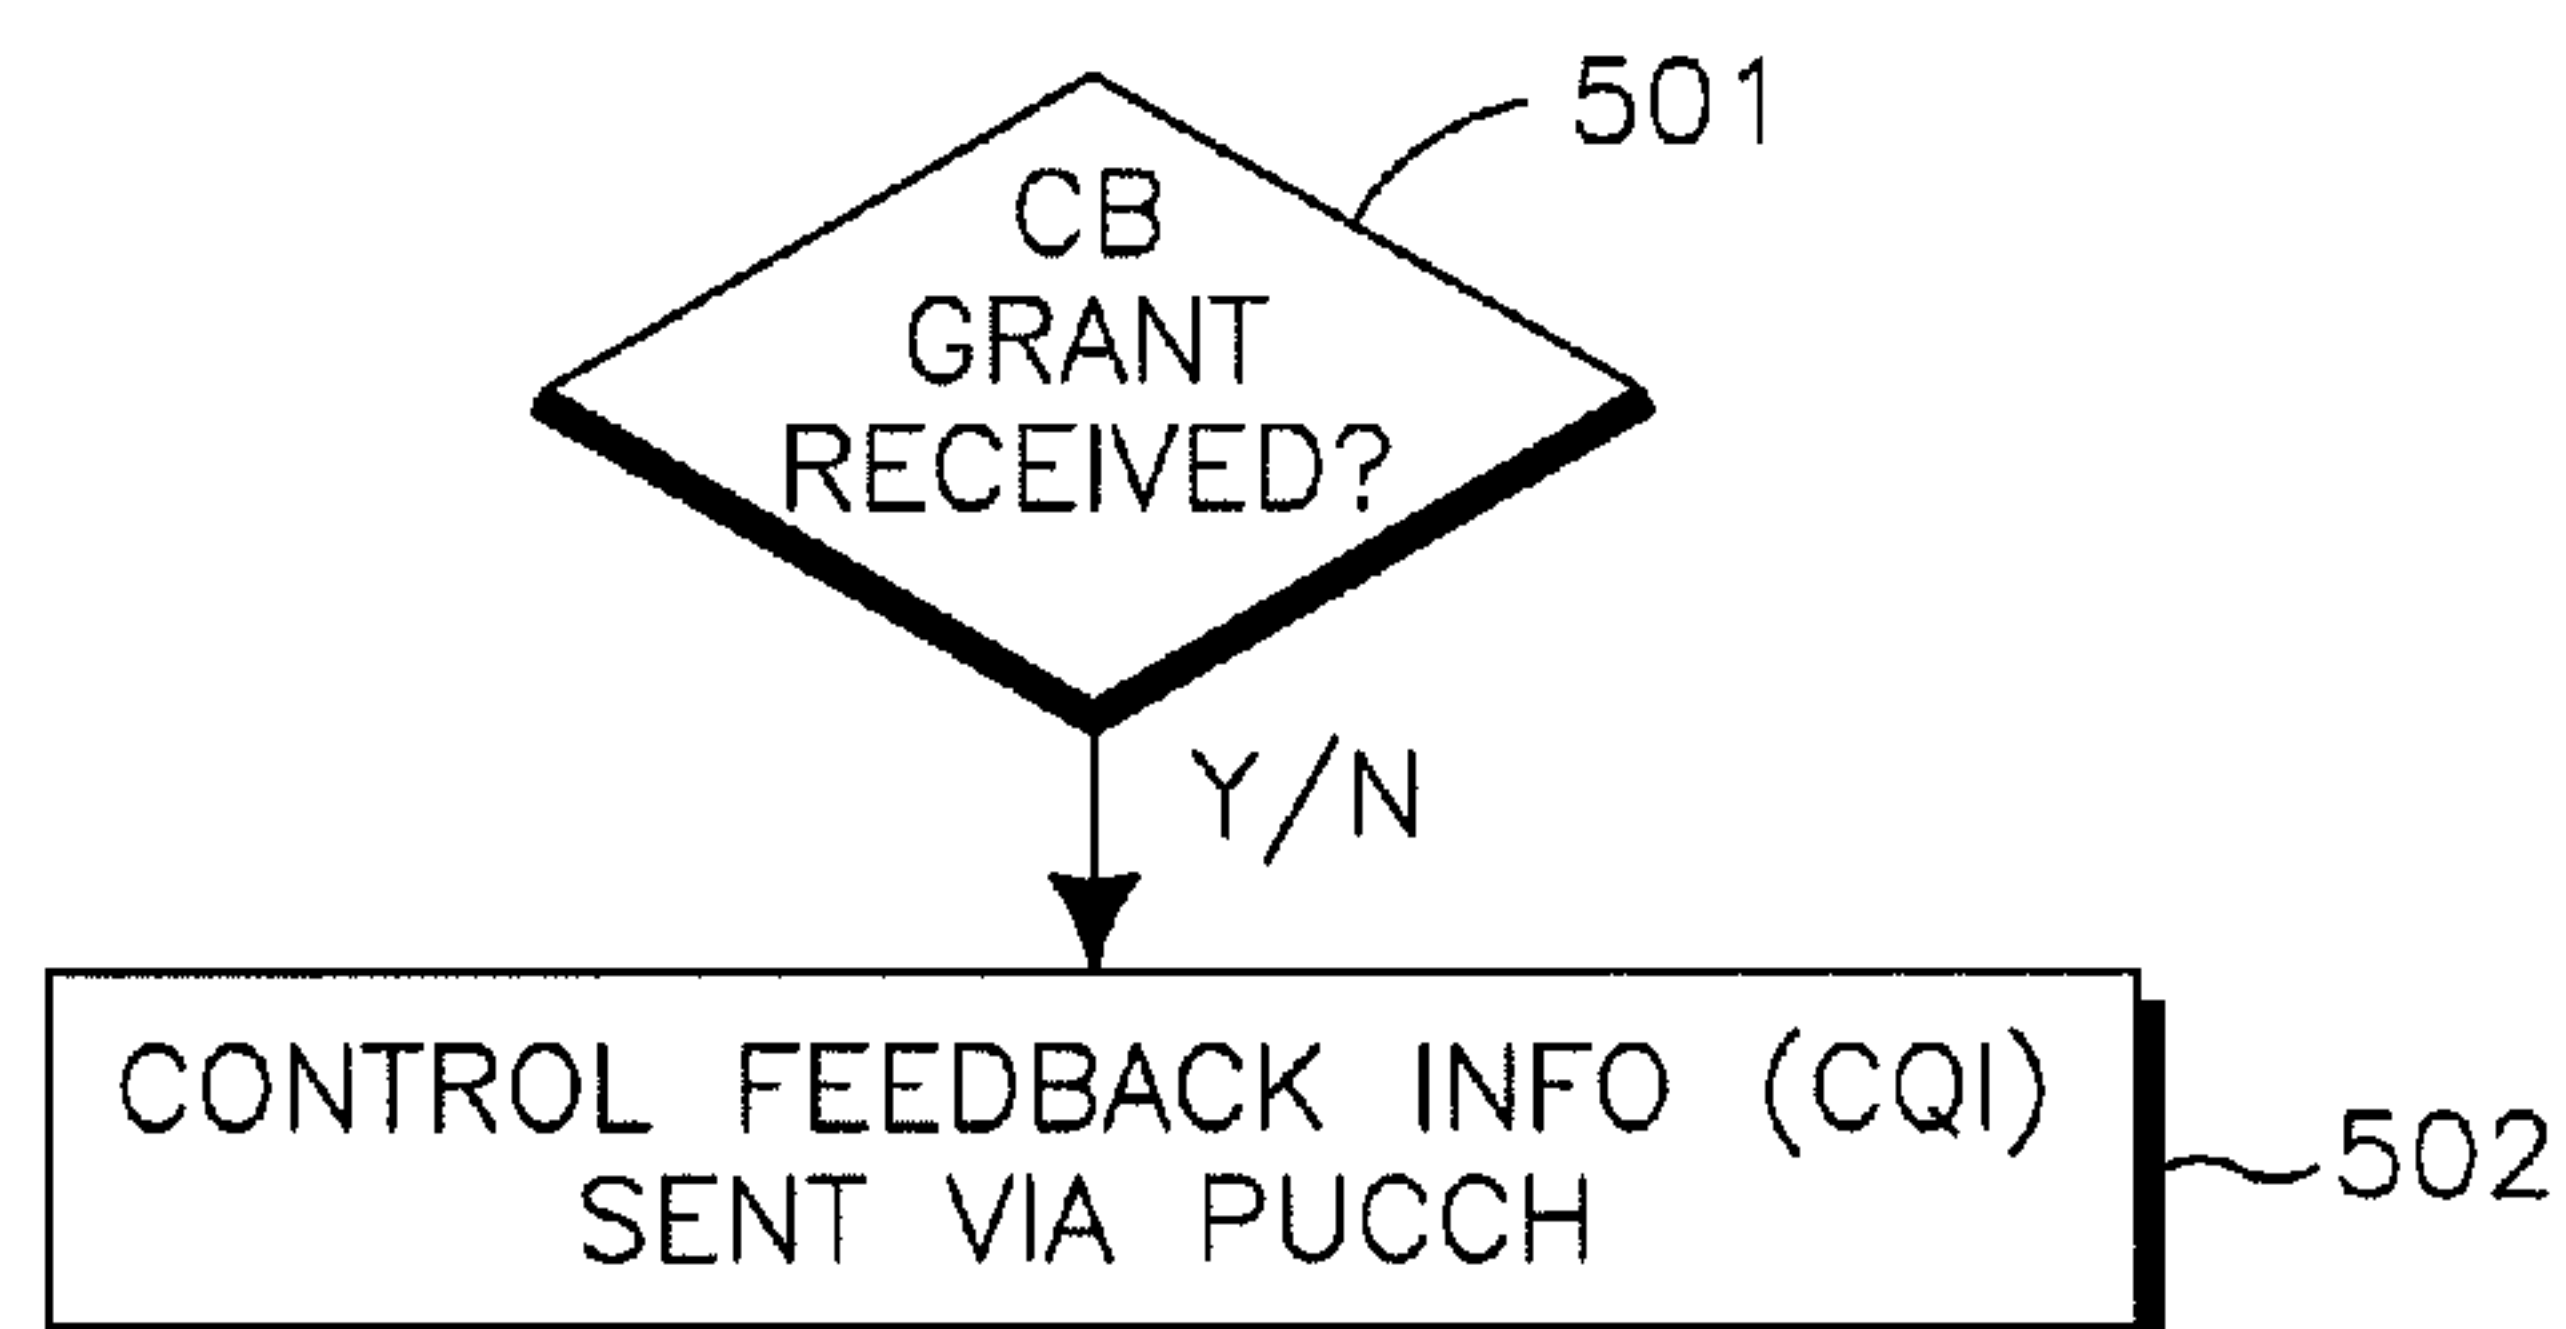 501
CB
GRANT
RECEIVED?
Y/N
CONTROL FEEDBACK INFO (CQI)
SENT VIA PUCCH
502